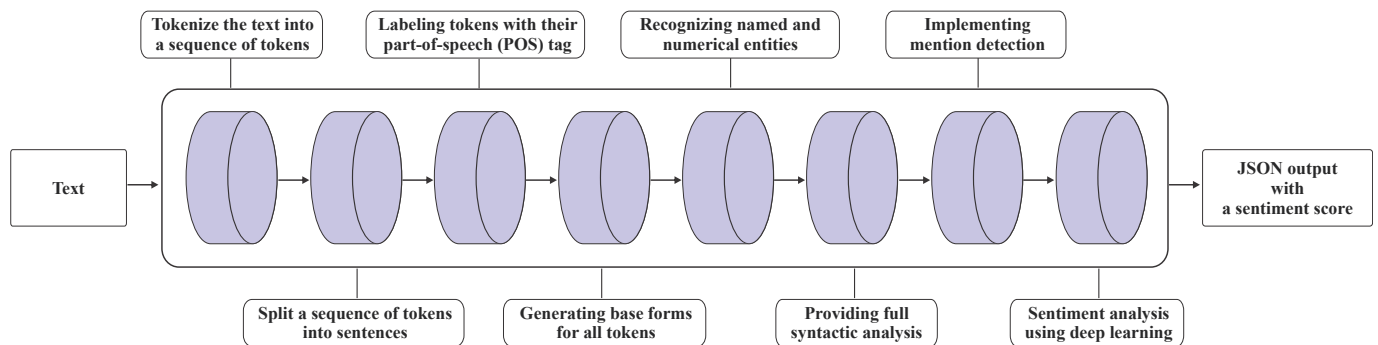 Tokenize the text into
a sequence of tokens
Labeling tokens with their
part-of-speech (POS) tag
Recognizing named and
numerical entities
Implementing
mention detection
Text
JSON output
with
a sentiment score
Split a sequence of tokens
into sentences
Generating base forms
for all tokens
Providing full
syntactic analysis
Sentiment analysis
using deep learning